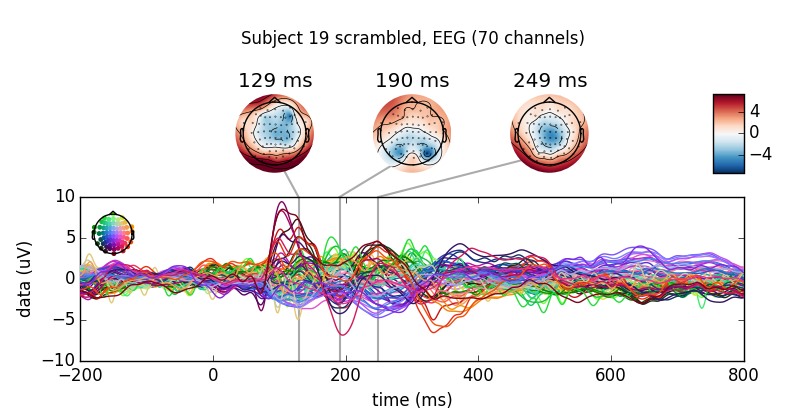 Subject 19 scrambled, EEG (70 channels)
129 ms 190 ms 249 ms
4
0
−4
10
5
0
−5
−10
data (uV)
−200 0 200 400 600 800
time (ms)